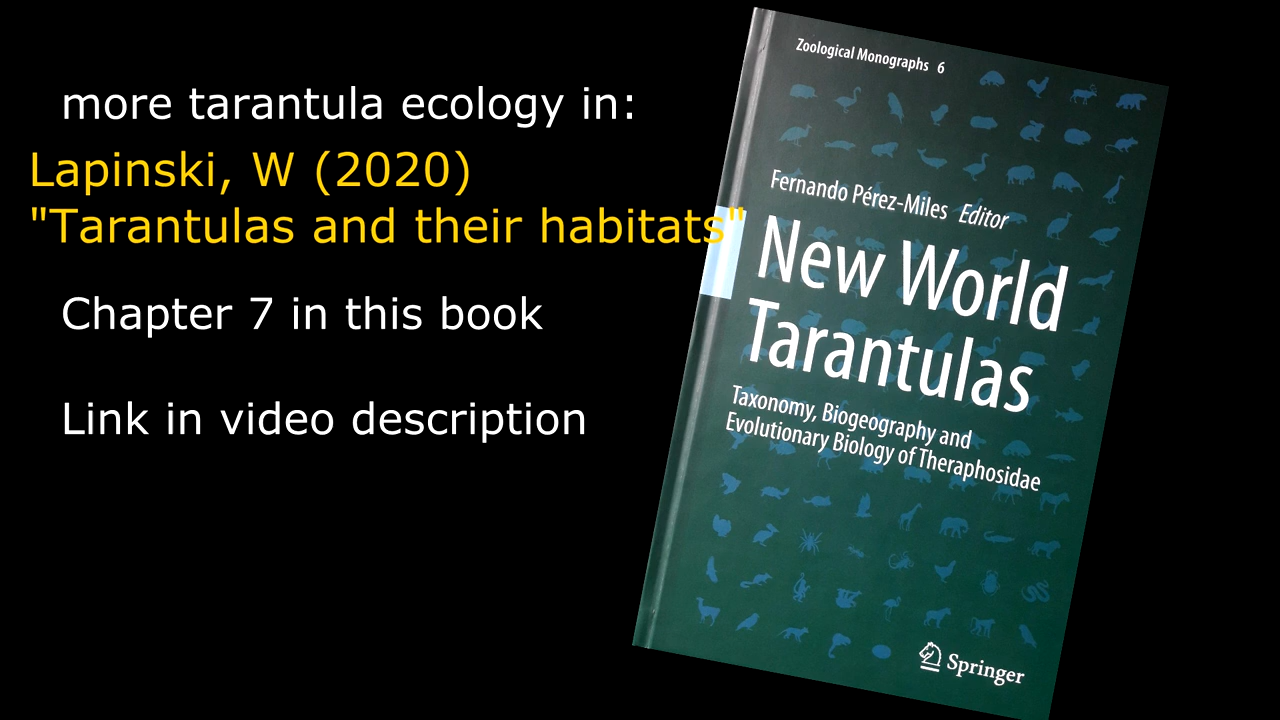 more tarantula ecology in:
Lapinski, W (2020)
"Tarantulas and their habitats"
Chapter 7 in this book
Link in video description
Zoological Monographs 6
Fernando Pérez-Miles Editor
New World
Tarantulas
Taxonomy, Biogeography and
Evolutionary Biology of Theraphosidae
Springer